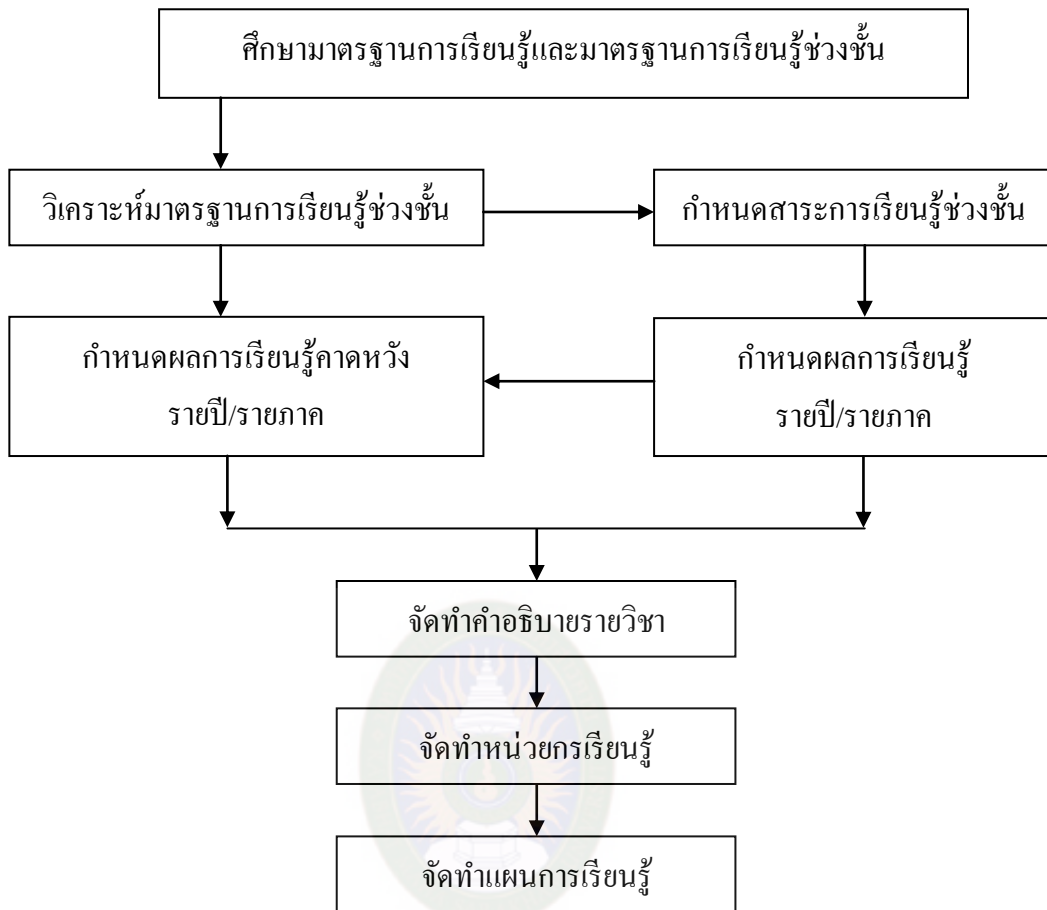 ศึกษามาตรฐานการเรียนรู้และมาตรฐานการเรียนรู้ช่วงชั้น
วิเคราะห์มาตรฐานการเรียนรู้ช่วงชั้น
กำหนดสาระการเรียนรู้ช่วงชั้น
กำหนดผลการเรียนรู้คาดหวัง
รายปี/รายภาค
กำหนดผลการเรียนรู้
รายปี/รายภาค
จัดทำคำอธิบายรายวิชา
จัดทำหน่วยกรเรียนรู้
จัดทำแผนการเรียนรู้